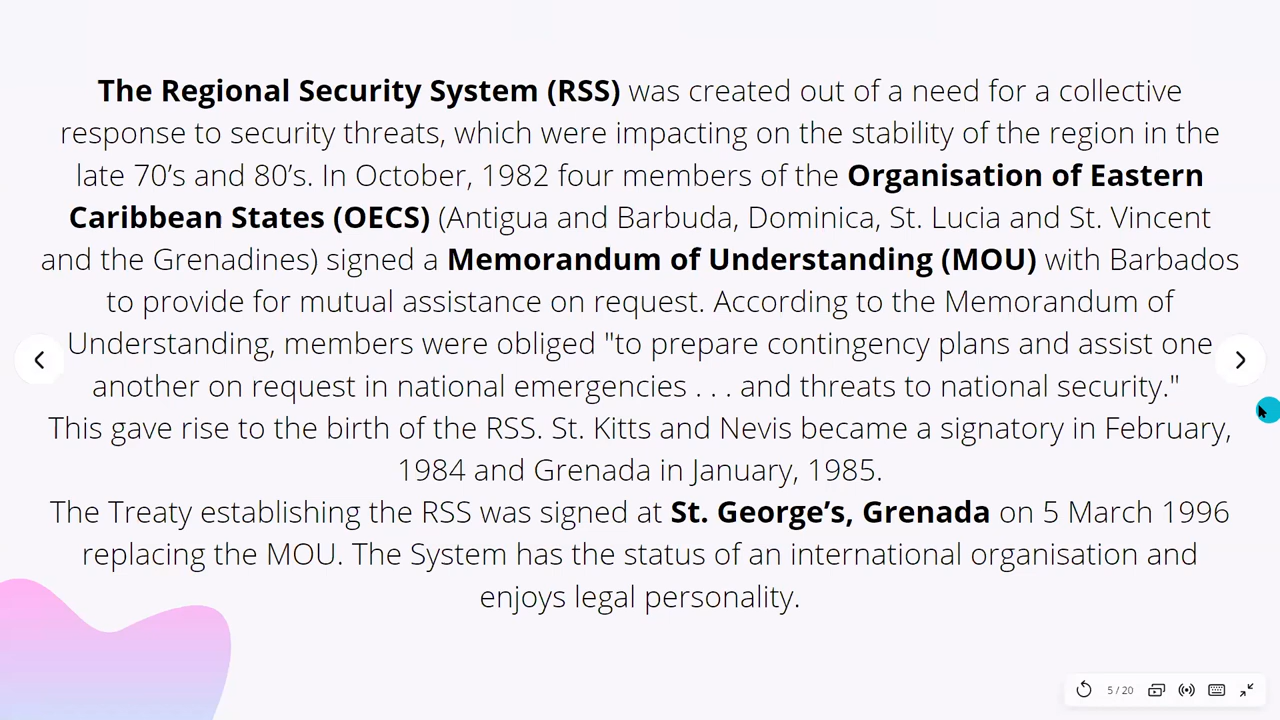 The Regional Security System (RSS) was created out of a need for a collective
response to security threats, which were impacting on the stability of the region in the
late 70’s and 80’s. In October, 1982 four members of the Organisation of Eastern
Caribbean States (OECS) (Antigua and Barbuda, Dominica, St. Lucia and St. Vincent
and the Grenadines) signed a Memorandum of Understanding (MOU) with Barbados
to provide for mutual assistance on request. According to the Memorandum of
Understanding, members were obliged "to prepare contingency plans and assist one
another on request in national emergencies . . . and threats to national security."
This gave rise to the birth of the RSS. St. Kitts and Nevis became a signatory in February,
1984 and Grenada in January, 1985.
The Treaty establishing the RSS was signed at St. George’s, Grenada on 5 March 1996
replacing the MOU. The System has the status of an international organisation and
enjoys legal personality.
5 / 20